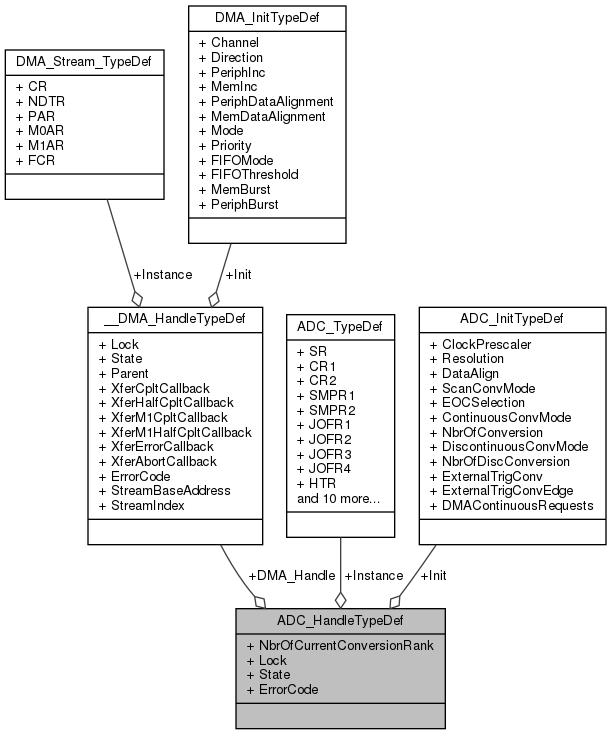 DMA_InitTypeDef
+ Channel
+ Direction
+ PeriphInc
+ MemInc
+ PeriphDataAlignment
+ MemDataAlignment
+ Mode
+ Priority
+ FIFOMode
+ FIFOThreshold
+ MemBurst
+ PeriphBurst
DMA_Stream_TypeDef
+ CR
+ NDTR
+ PAR
+ M0AR
+ M1AR
+ FCR
+Instance
+Init
__DMA_HandleTypeDef
+ Lock
+ State
+ Parent
+ XferCpltCallback
+ XferHalfCpltCallback
+ XferM1CpltCallback
+ XferM1HalfCpltCallback
+ XferErrorCallback
+ XferAbortCallback
+ ErrorCode
+ StreamBaseAddress
+ StreamIndex
ADC_TypeDef
+ SR
+ CR1
+ CR2
+ SMPR1
+ SMPR2
+ JOFR1
+ JOFR2
+ JOFR3
+ JOFR4
+ HTR
and 10 more...
ADC_InitTypeDef
+ ClockPrescaler
+ Resolution
+ DataAlign
+ ScanConvMode
+ EOCSelection
+ ContinuousConvMode
+ NbrOfConversion
+ DiscontinuousConvMode
+ NbrOfDiscConversion
+ ExternalTrigConv
+ ExternalTrigConvEdge
+ DMAContinuousRequests
+DMA_Handle
+Instance
+Init
ADC_HandleTypeDef
+ NbrOfCurrentConversionRank
+ Lock
+ State
+ ErrorCode